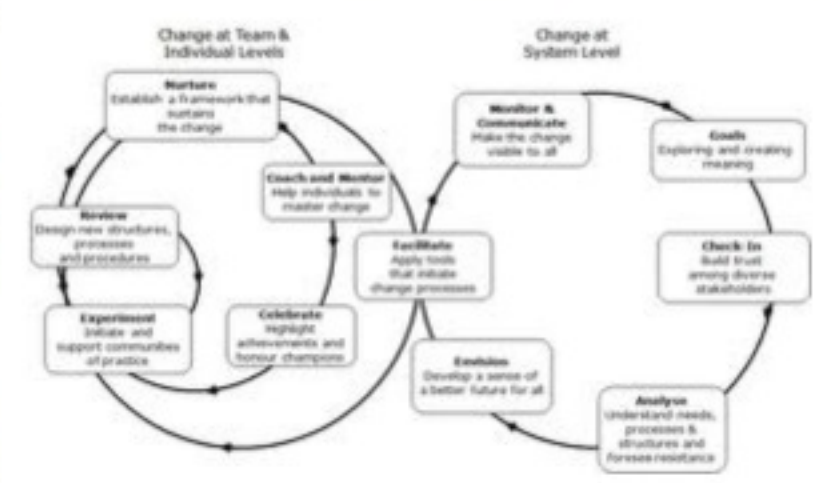 Change at Team &
Individual Levels
Change at
System Level
Nurture
Establish a framework that
sustains
the change
Monitor &
Communicate
Make the change
visible to all
Goals
Exploring and creating
meaning
Coach and Mentor
Help individuals to
master change
Review
Design new structures,
processes
and procedures
Facilitate
Apply tools
that initiate
change processes
Check-In
Build trust
among diverse
stakeholders
Experiment
Initiate and
support communities
of practice
Celebrate
Highlight
achievements and
honour champions
Envision
Develop a sense of
a better future for all
Analyse
Understand needs,
processes &
structures and
foresee resistance